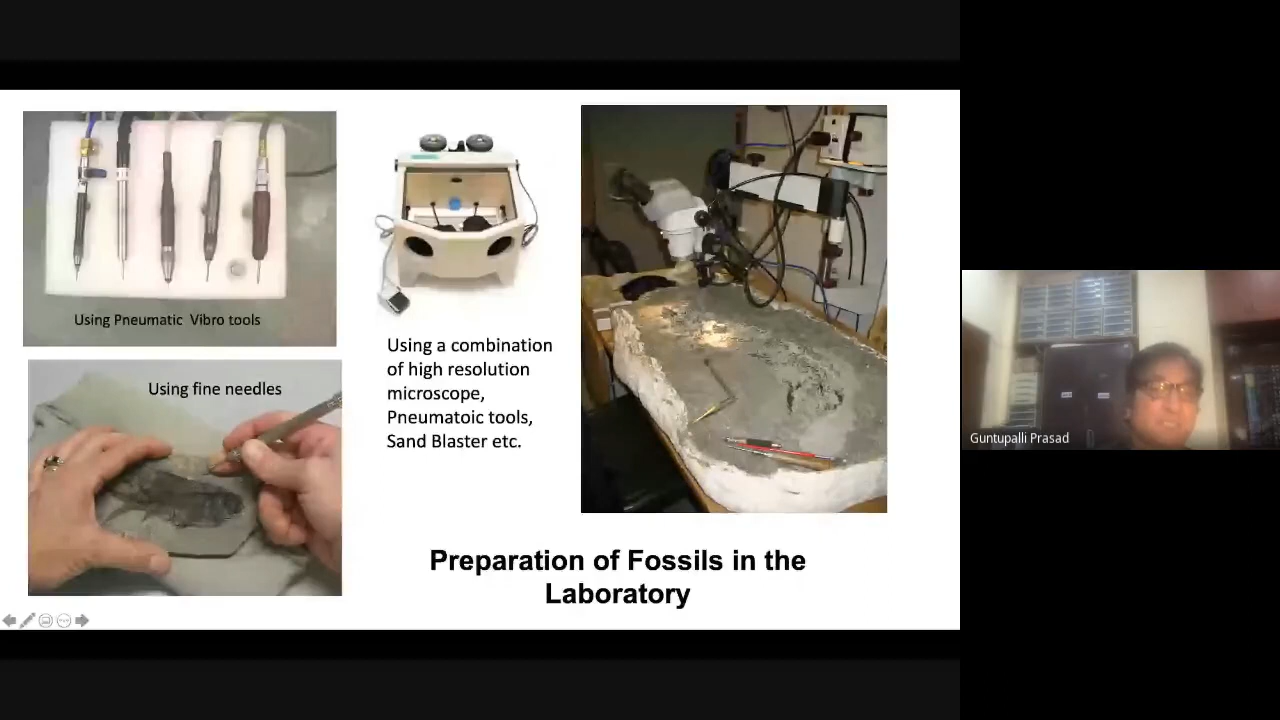 Using Pneumatic Vibro tools
Using fine needles
Using a combination
of high resolution
microscope,
Pneumatoic tools,
Sand Blaster etc.
Preparation of Fossils in the
Laboratory
Guntupalli Prasad